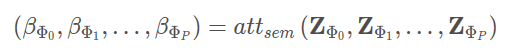 (β_{Φ_0}, β_{Φ_1}, . . . , β_{Φ_P}) = att_{sem} (Z_{Φ_0}, Z_{Φ_1}, . . . , Z_{Φ_P})